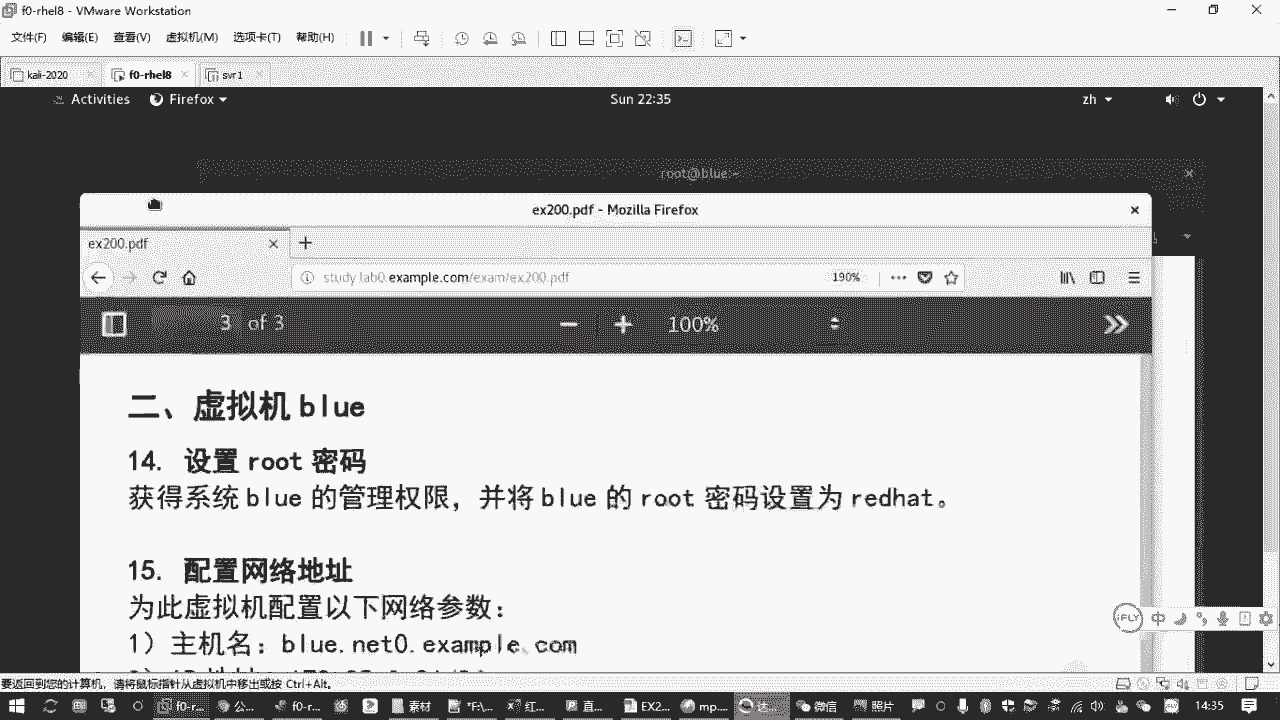 f0-rhel8 - VMware Workstation
文件(F) 编辑(E) 查看(V) 虚拟机(M) 选项卡(T) 帮助(H)
kali-2020 f0-rhel8 svr1
Activities Firefox Sun 22:35 zh
root@blue:~
ex200.pdf - Mozilla Firefox
ex200.pdf
study.lab0.example.com/exam/ex200.pdf 190%
3 of 3 100%
二、虚拟机 blue
14. 设置 root 密码
获得系统 blue 的管理权限，并将 blue 的 root 密码设置为 redhat。
15. 配置网络地址
为此虚拟机配置以下网络参数：
1）主机名：blue.net0.example.com
iFLY 中
要返回到您的计算机，请将鼠标指针从虚拟机中移出或按 Ctrl+Alt。
f0-r... 公... f0-r... 素材 "F\... 红... 直... EX2... mp.... 微信 照片 14:35